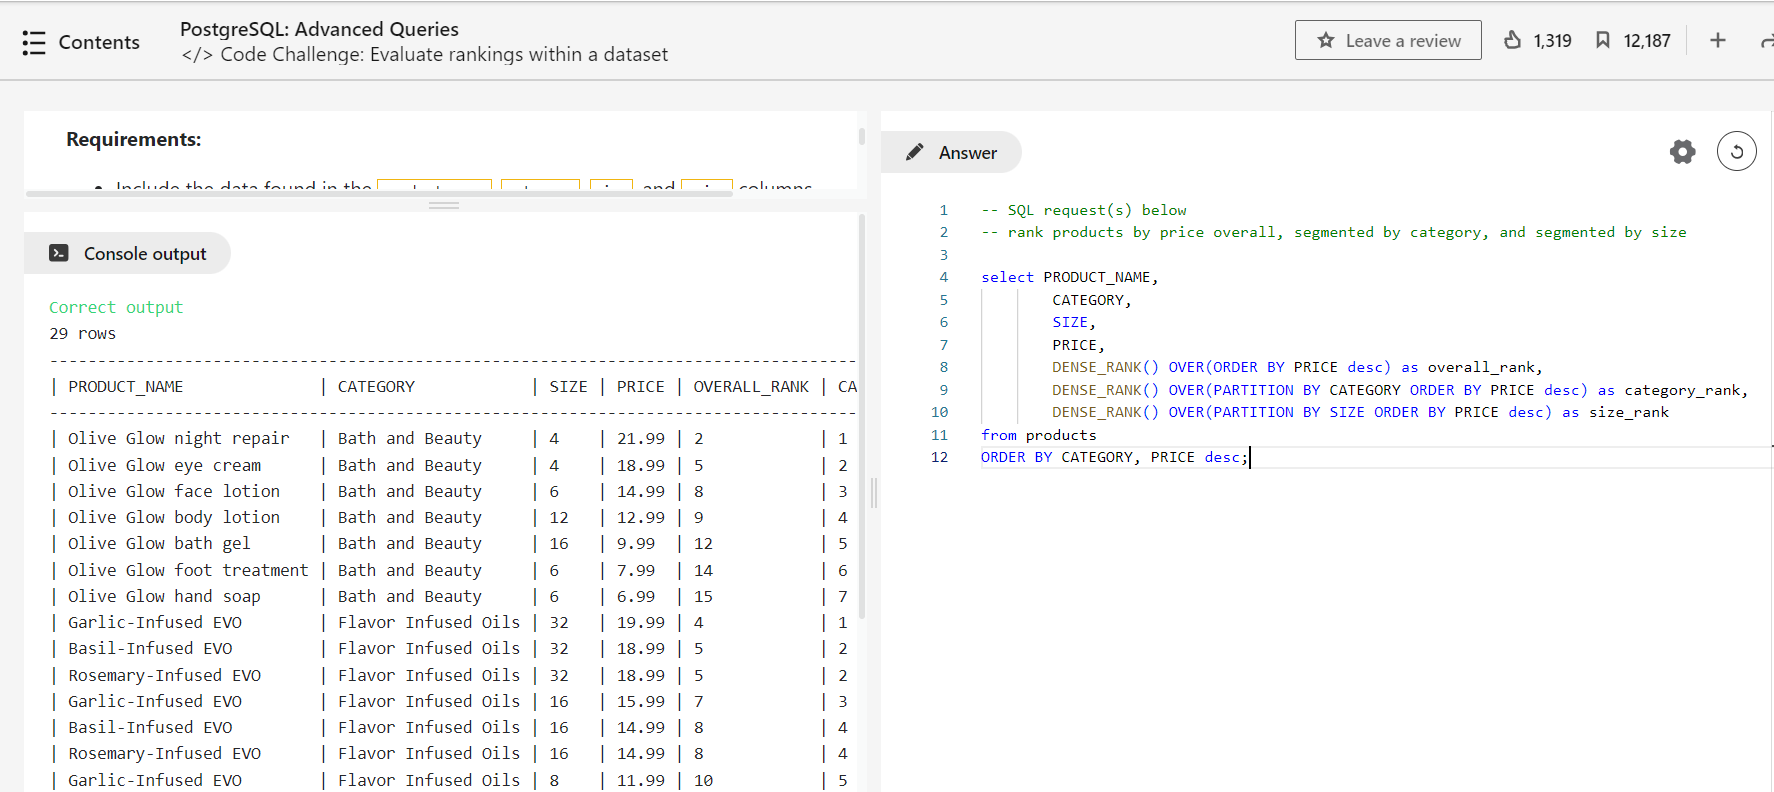 Contents
PostgreSQL: Advanced Queries
</> Code Challenge: Evaluate rankings within a dataset
Leave a review
1,319
12,187
Requirements:
Include the data found in the
and
columns
Console output
Correct output
29 rows
| PRODUCT_NAME | CATEGORY | SIZE | PRICE | OVERALL_RANK | CA
| Olive Glow night repair | Bath and Beauty | 4 | 21.99 | 2 | 1
| Olive Glow eye cream | Bath and Beauty | 4 | 18.99 | 5 | 2
| Olive Glow face lotion | Bath and Beauty | 6 | 14.99 | 8 | 3
| Olive Glow body lotion | Bath and Beauty | 12 | 12.99 | 9 | 4
| Olive Glow bath gel | Bath and Beauty | 16 | 9.99 | 12 | 5
| Olive Glow foot treatment | Bath and Beauty | 6 | 7.99 | 14 | 6
| Olive Glow hand soap | Bath and Beauty | 6 | 6.99 | 15 | 7
| Garlic-Infused EVO | Flavor Infused Oils | 32 | 19.99 | 4 | 1
| Basil-Infused EVO | Flavor Infused Oils | 32 | 18.99 | 5 | 2
| Rosemary-Infused EVO | Flavor Infused Oils | 32 | 18.99 | 5 | 2
| Garlic-Infused EVO | Flavor Infused Oils | 16 | 15.99 | 7 | 3
| Basil-Infused EVO | Flavor Infused Oils | 16 | 14.99 | 8 | 4
| Rosemary-Infused EVO | Flavor Infused Oils | 16 | 14.99 | 8 | 4
| Garlic-Infused EVO | Flavor Infused Oils | 8 | 11.99 | 10 | 5
Answer
1 -- SQL request(s) below
2 -- rank products by price overall, segmented by category, and segmented by size
3
4 select PRODUCT_NAME,
5 CATEGORY,
6 SIZE,
7 PRICE,
8 DENSE_RANK() OVER(ORDER BY PRICE desc) as overall_rank,
9 DENSE_RANK() OVER(PARTITION BY CATEGORY ORDER BY PRICE desc) as category_rank,
10 DENSE_RANK() OVER(PARTITION BY SIZE ORDER BY PRICE desc) as size_rank
11 from products
12 ORDER BY CATEGORY, PRICE desc;